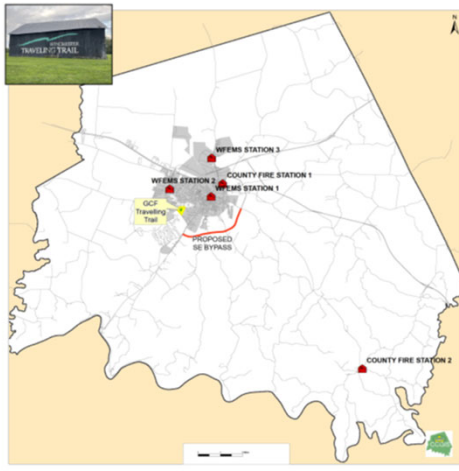 TRAVELING TRAIL
N
WFEMS STATION 3
COUNTY FIRE STATION 1
WFEMS STATION 2
WFEMS STATION 1
GCF
Travelling
Trail
PROPOSED
SE BYPASS
COUNTY FIRE STATION 2